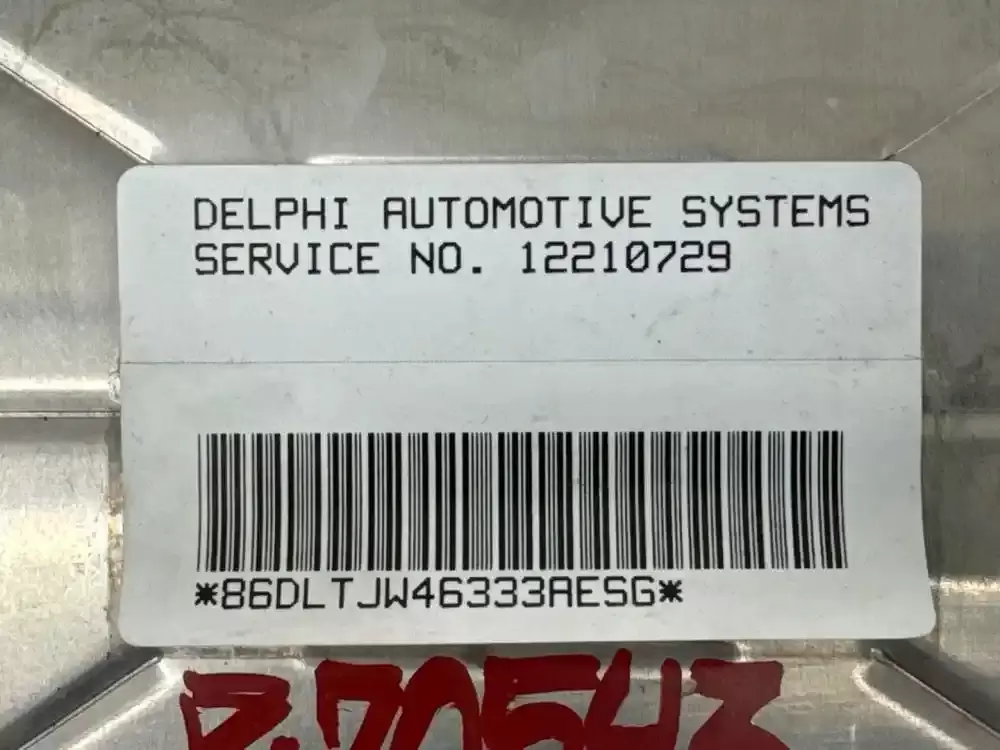 DELPHI AUTOMOTIVE SYSTEMS
SERVICE NO. 12210729
*86DLTJW46333AESG*